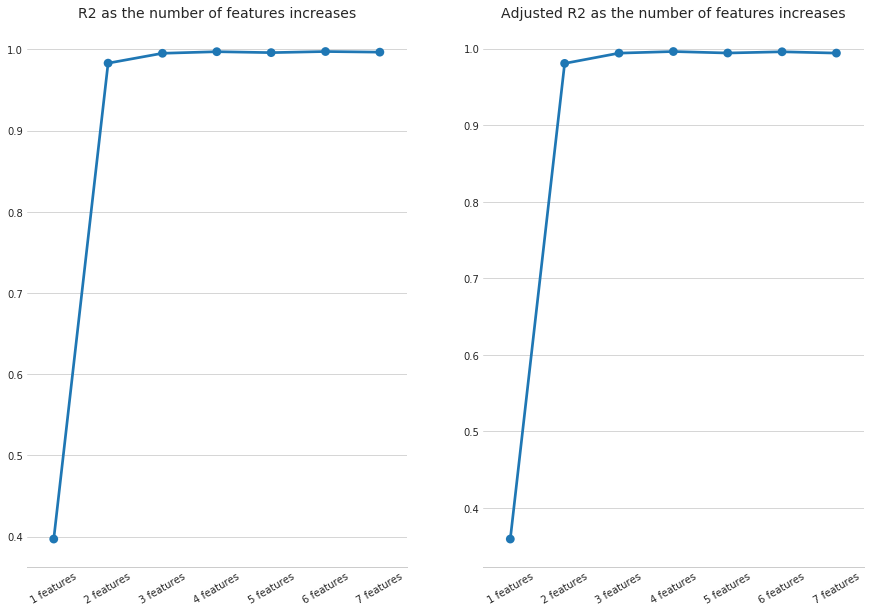 R2 as the number of features increases
1.0
0.9
0.8
0.7
0.6
0.5
0.4
1 features
2 features
3 features
4 features
5 features
6 features
7 features
Adjusted R2 as the number of features increases
1.0
0.9
0.8
0.7
0.6
0.5
0.4
1 features
2 features
3 features
4 features
5 features
6 features
7 features